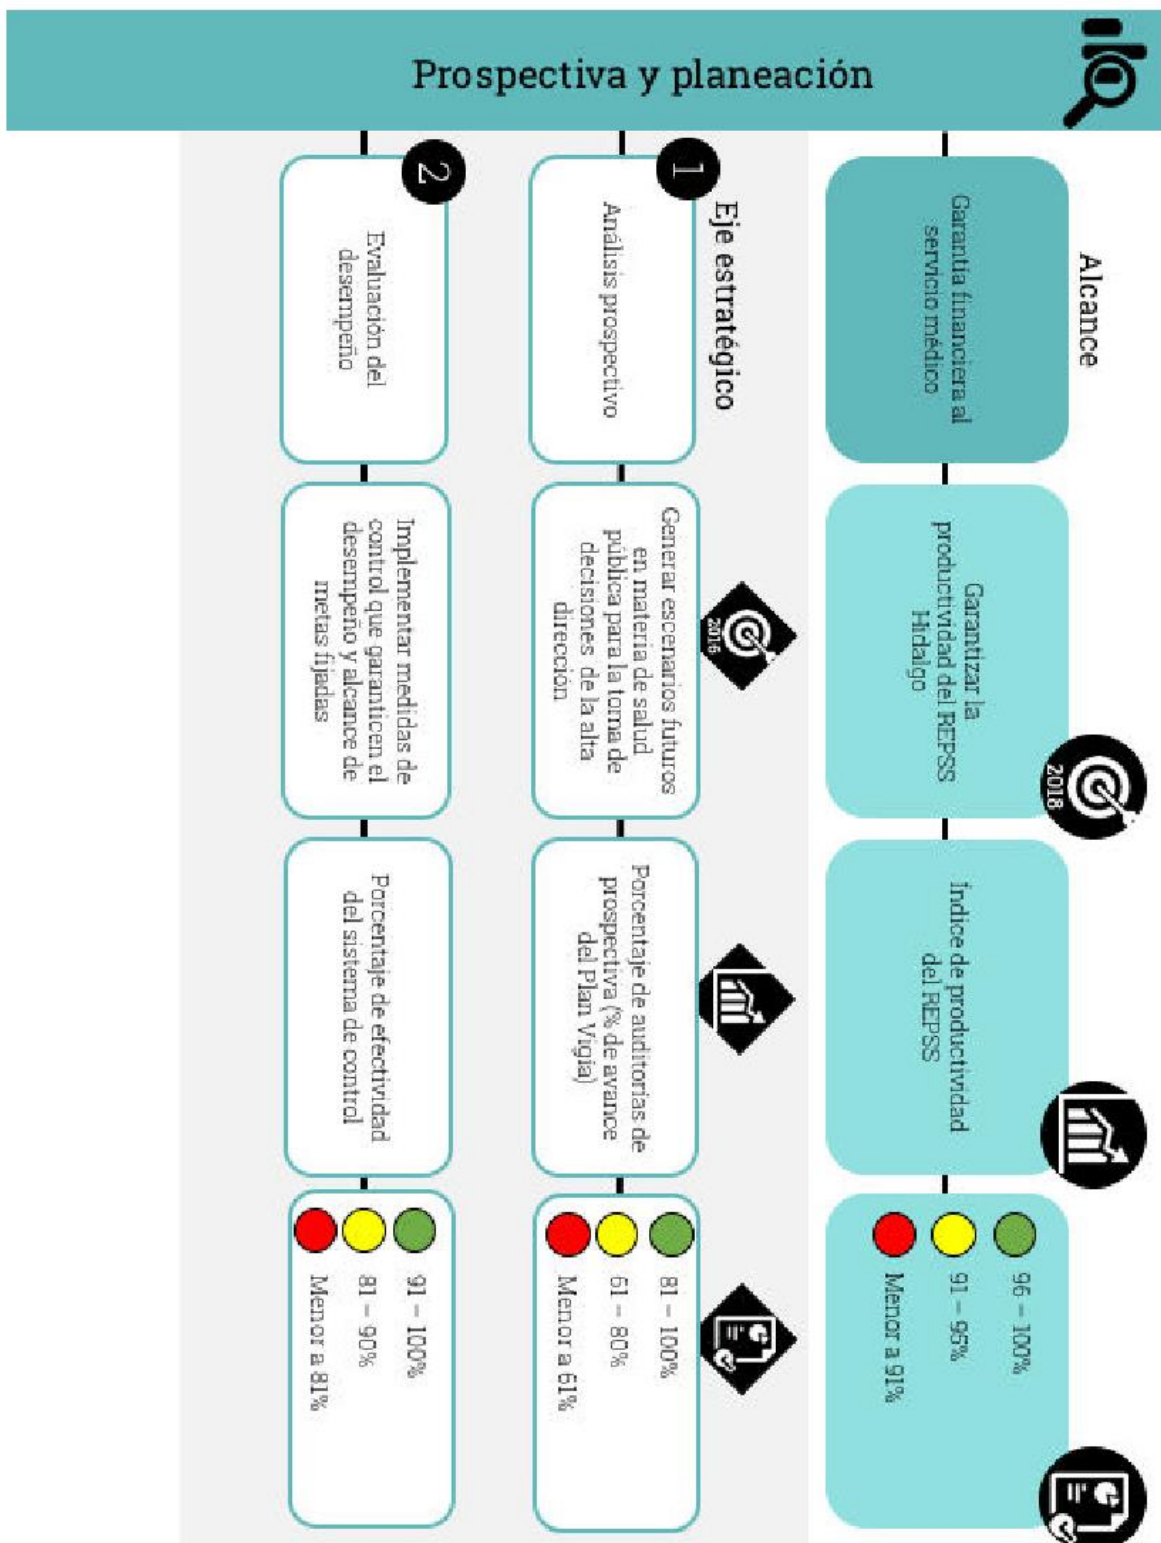 Prospectiva y planeación
Alcance
Garantía financiera al
servicio médico
Garantizar la
productividad del REPSS
Hidalgo
2018
Índice de productividad
del REPSS
96 – 100%
91 – 95%
Menor a 91%
Eje estratégico
1
Análisis prospectivo
2016
Generar escenarios futuros
en materia de salud
pública para la toma de
decisiones de la alta
dirección
Porcentaje de auditorías de
prospectiva (% de avance
del Plan Vigía)
81 – 100%
61 – 80%
Menor a 61%
2
Evaluación del
desempeño
Implementar medidas de
control que garanticen el
desempeño y alcance de
metas fijadas
Porcentaje de efectividad
del sistema de control
91 – 100%
81 – 90%
Menor a 81%